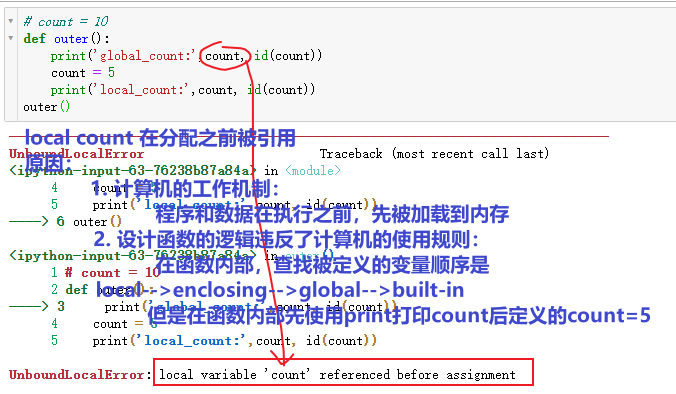 # count = 10
def outer():
    print('global_count:',count, id(count))
    count = 5
    print('local_count:',count, id(count))
outer()
local count 在分配之前被引用
UnboundLocalError                         Traceback (most recent call last)
原因:
<ipython-input-63-76238b87a84a> in <module>
1. 计算机的工作机制:
      4     count
      5     print('local_count:',count, id(count))
程序和数据在执行之前，先被加载到内存
----> 6 outer()
2. 设计函数的逻辑违反了计算机的使用规则:
<ipython-input-63-76238b87a84a> in outer()
在函数内部，查找被定义的变量顺序是
      1 # count = 10
      2 def outer():
local-->enclosing-->global-->built-in
----> 3     print('global_count:',count, id(count))
但是在函数内部先使用print打印count后定义的count=5
      4     count = 5
      5     print('local_count:',count, id(count))
UnboundLocalError: local variable 'count' referenced before assignment